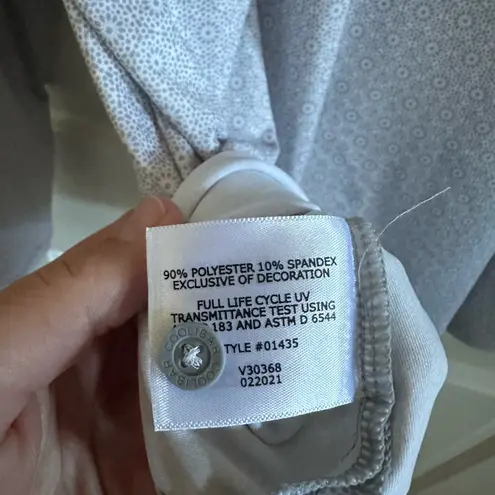 90% POLYESTER 10% SPANDEX
EXCLUSIVE OF DECORATION
FULL LIFE CYCLE UV
TRANSMITTANCE TEST USING
183 AND ASTM D 6544
TYLE #01435
V30368
022021
COOLIBAR COOLIBAR